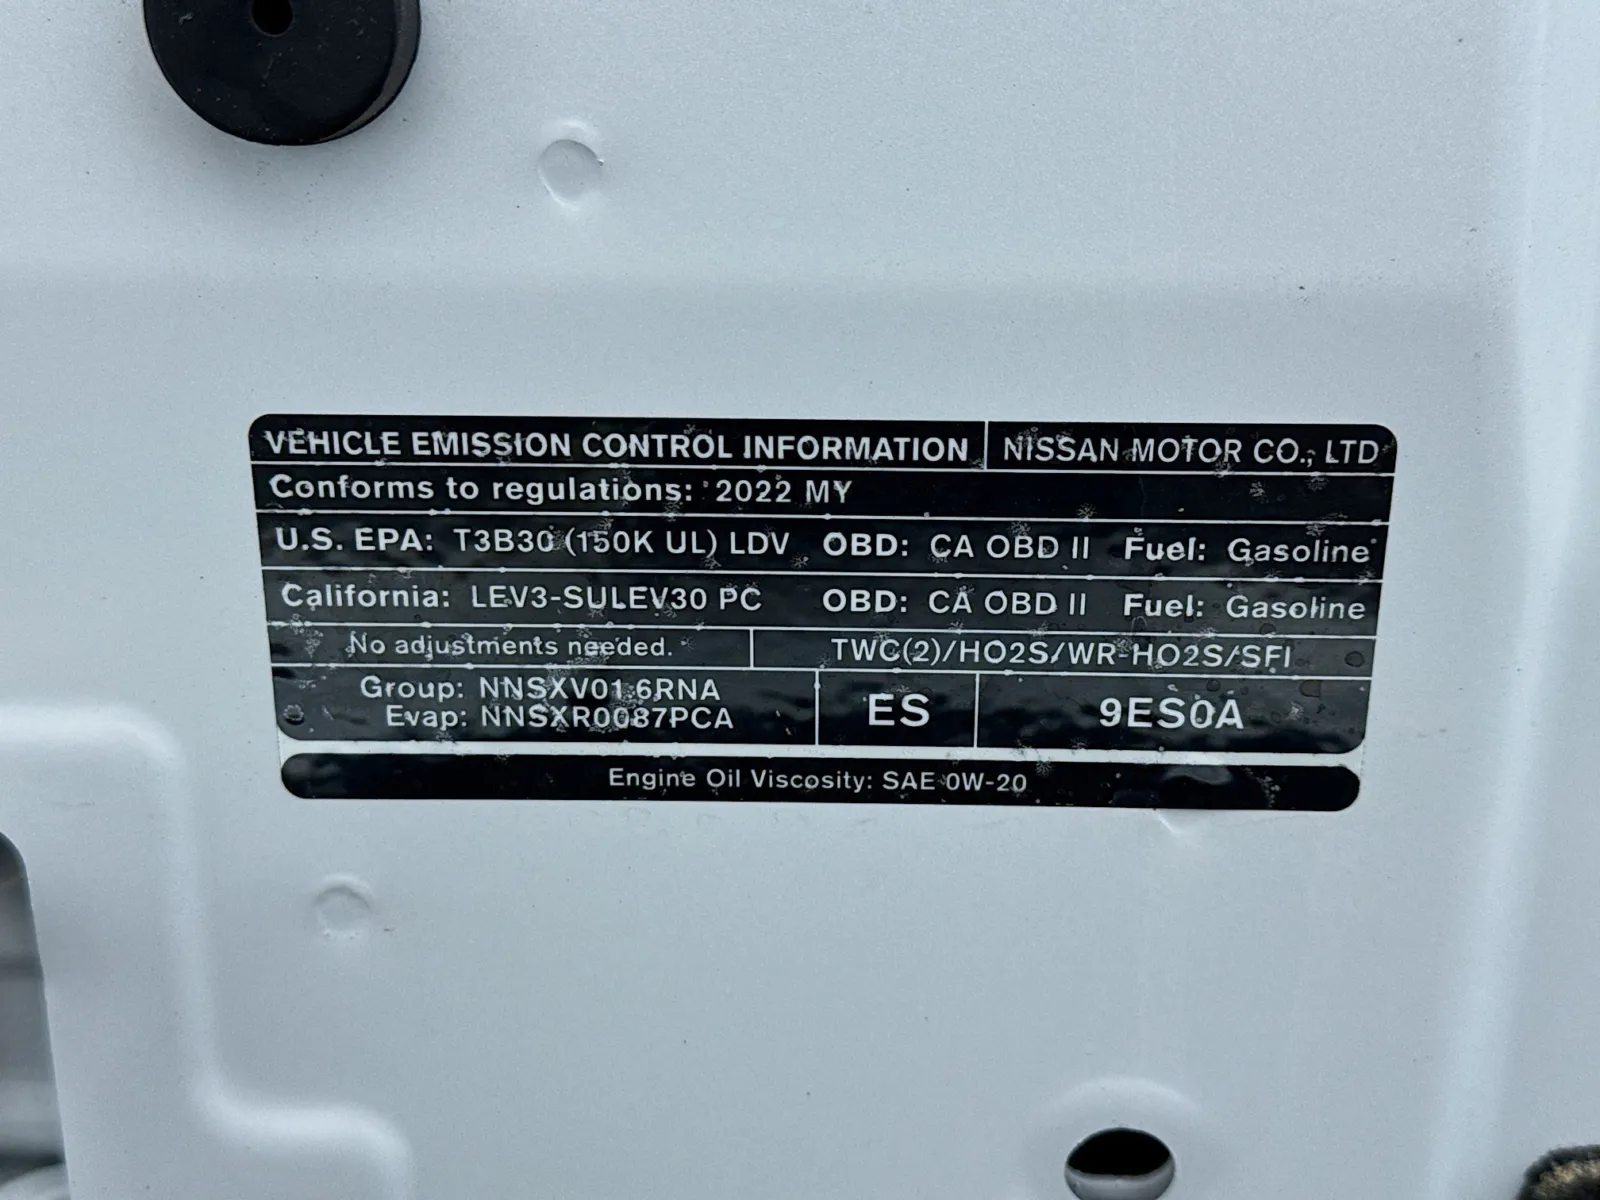 VEHICLE EMISSION CONTROL INFORMATION NISSAN MOTOR CO., LTD
Conforms to regulations: 2022 MY
U.S. EPA: T3B30 (150K UL) LDV OBD: CA OBD II Fuel: Gasoline
California: LEV3-SULEV30 PC OBD: CA OBD II Fuel: Gasoline
No adjustments needed. TWC(2)/HO2S/WR-HO2S/SFI
Group: NNSXV01.6RNA
Evap: NNSXR0087PCA
ES 9ES0A
Engine Oil Viscosity: SAE 0W-20